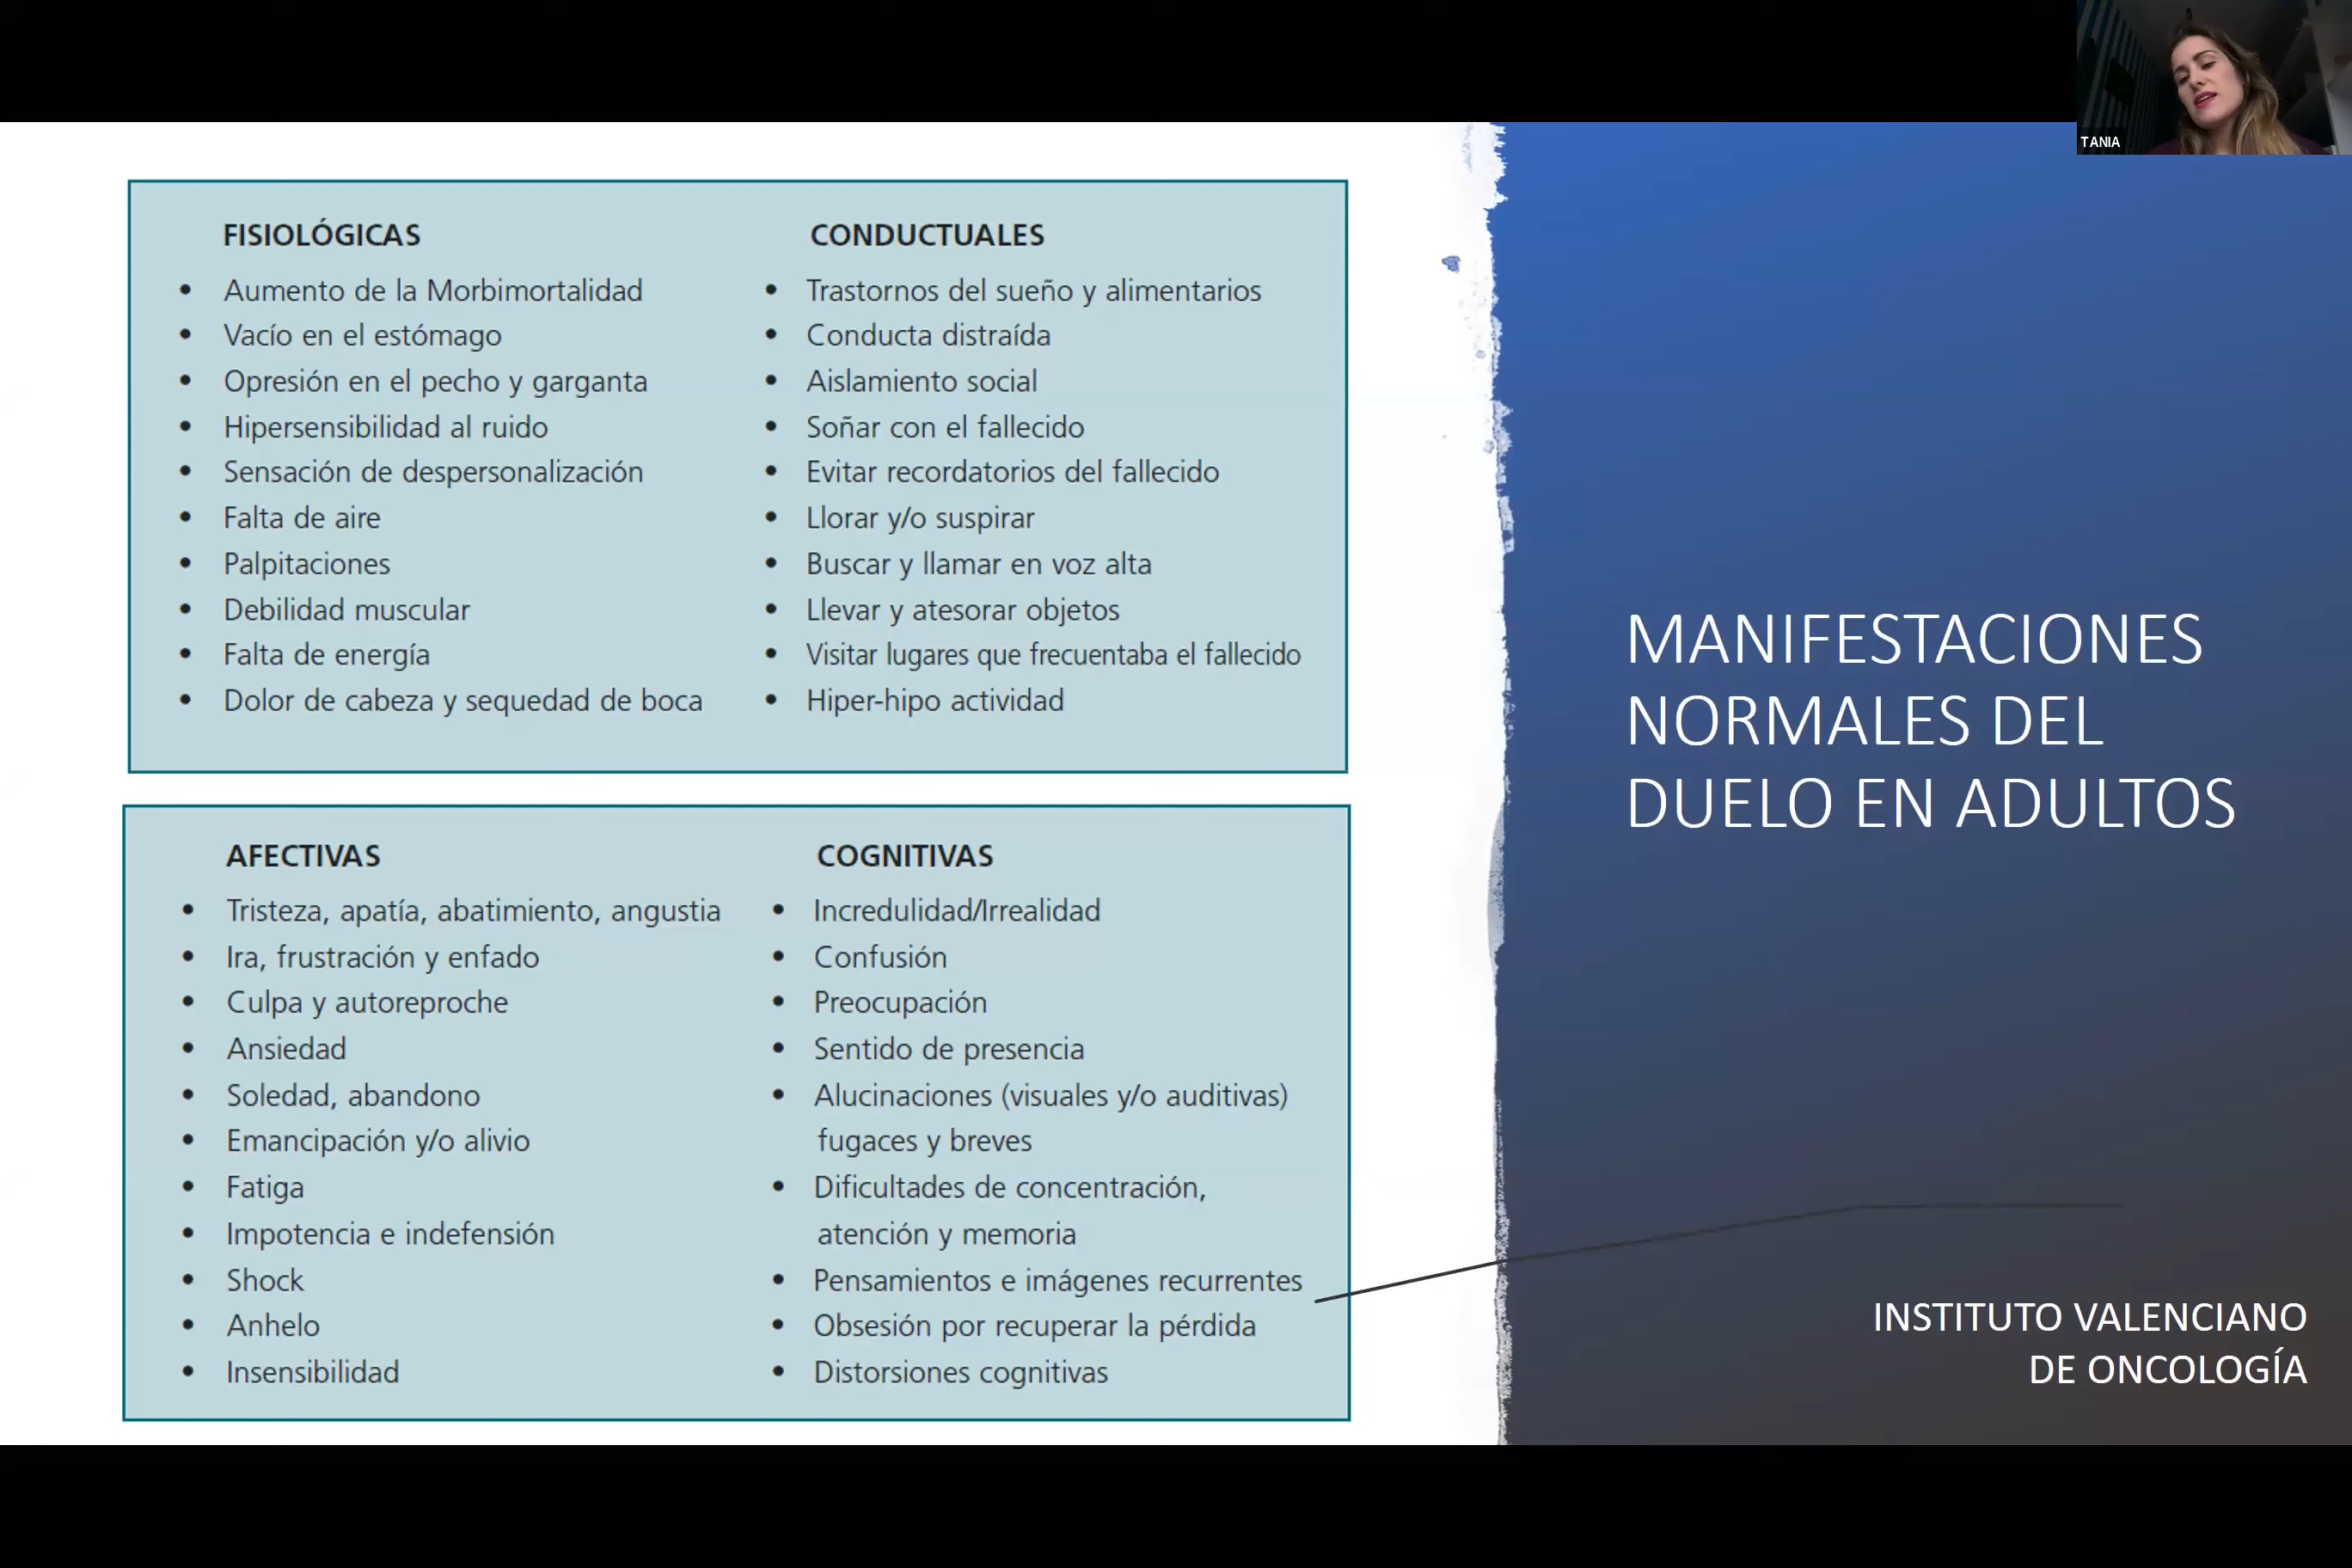 TANIA
FISIOLÓGICAS
• Aumento de la Morbimortalidad
• Vacío en el estómago
• Opresión en el pecho y garganta
• Hipersensibilidad al ruido
• Sensación de despersonalización
• Falta de aire
• Palpitaciones
• Debilidad muscular
• Falta de energía
• Dolor de cabeza y sequedad de boca
CONDUCTUALES
• Trastornos del sueño y alimentarios
• Conducta distraída
• Aislamiento social
• Soñar con el fallecido
• Evitar recordatorios del fallecido
• Llorar y/o suspirar
• Buscar y llamar en voz alta
• Llevar y atesorar objetos
• Visitar lugares que frecuentaba el fallecido
• Hiper-hipo actividad
AFECTIVAS
• Tristeza, apatía, abatimiento, angustia
• Ira, frustración y enfado
• Culpa y autoreproche
• Ansiedad
• Soledad, abandono
• Emancipación y/o alivio
• Fatiga
• Impotencia e indefensión
• Shock
• Anhelo
• Insensibilidad
COGNITIVAS
• Incredulidad/Irrealidad
• Confusión
• Preocupación
• Sentido de presencia
• Alucinaciones (visuales y/o auditivas)
fugaces y breves
• Dificultades de concentración,
atención y memoria
• Pensamientos e imágenes recurrentes
• Obsesión por recuperar la pérdida
• Distorsiones cognitivas
MANIFESTACIONES
NORMALES DEL
DUELO EN ADULTOS
INSTITUTO VALENCIANO
DE ONCOLOGÍA